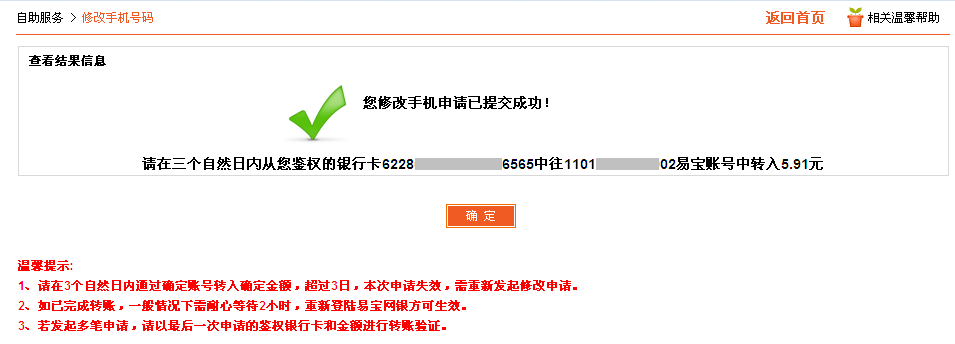 自助服务 > 修改手机号码
返回首页 相关温馨帮助
查看结果信息
您修改手机申请已提交成功！
请在三个自然日内从您鉴权的银行卡6228 6565中往1101 02易宝账号中转入5.91元
确 定
温馨提示:
1、请在3个自然日内通过确定账号转入确定金额，超过3日，本次申请失效，需重新发起修改申请。
2、如已完成转账，一般情况下需耐心等待2小时，重新登陆易宝网银方可生效。
3、若发起多笔申请，请以最后一次申请的鉴权银行卡和金额进行转账验证。